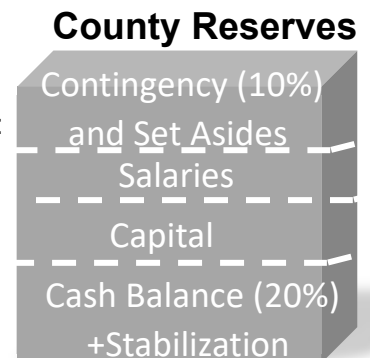 County Reserves
Contingency (10%)
and Set Asides
Salaries
Capital
Cash Balance (20%)
+Stabilization